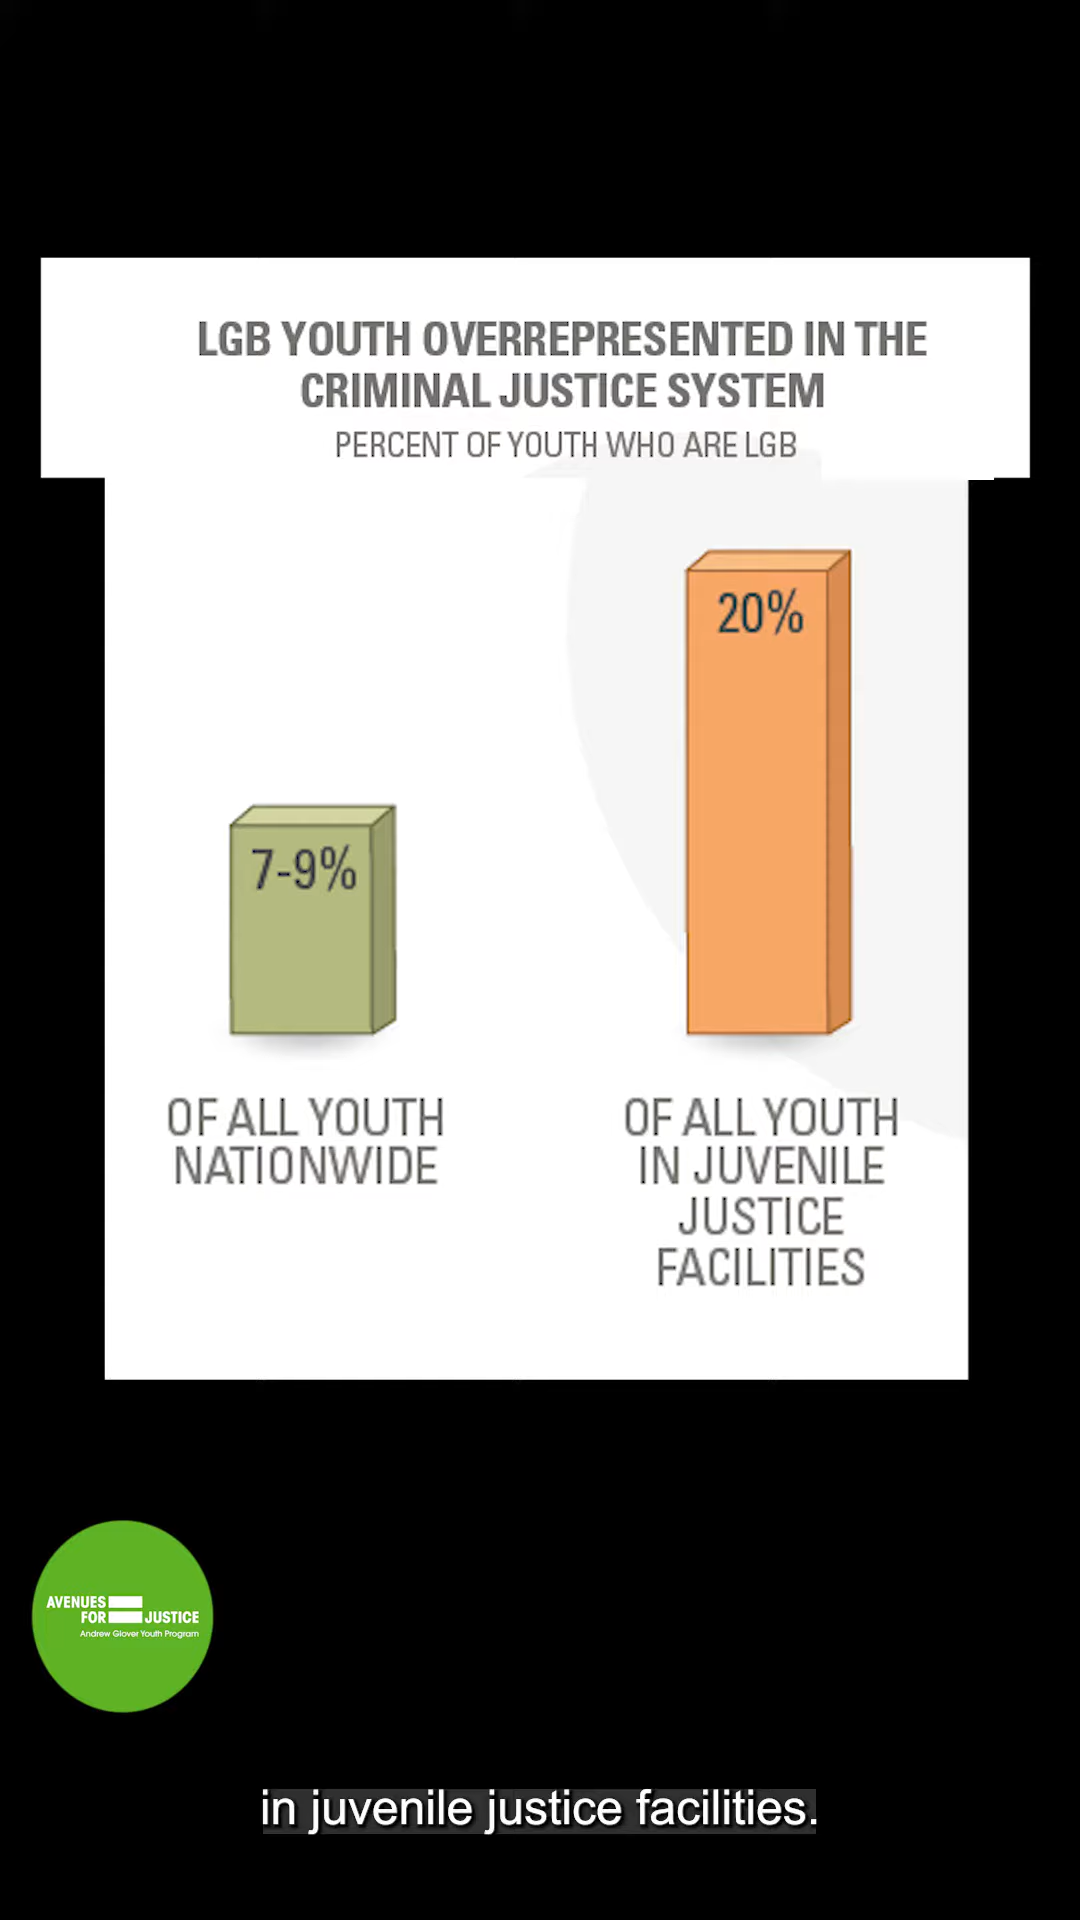 LGB YOUTH OVERREPRESENTED IN THE
CRIMINAL JUSTICE SYSTEM
PERCENT OF YOUTH WHO ARE LGB
20%
7-9%
OF ALL YOUTH
NATIONWIDE
OF ALL YOUTH
IN JUVENILE
JUSTICE
FACILITIES
AVENUES
FOR JUSTICE
Andrew Glover Youth Program
in juvenile justice facilities.